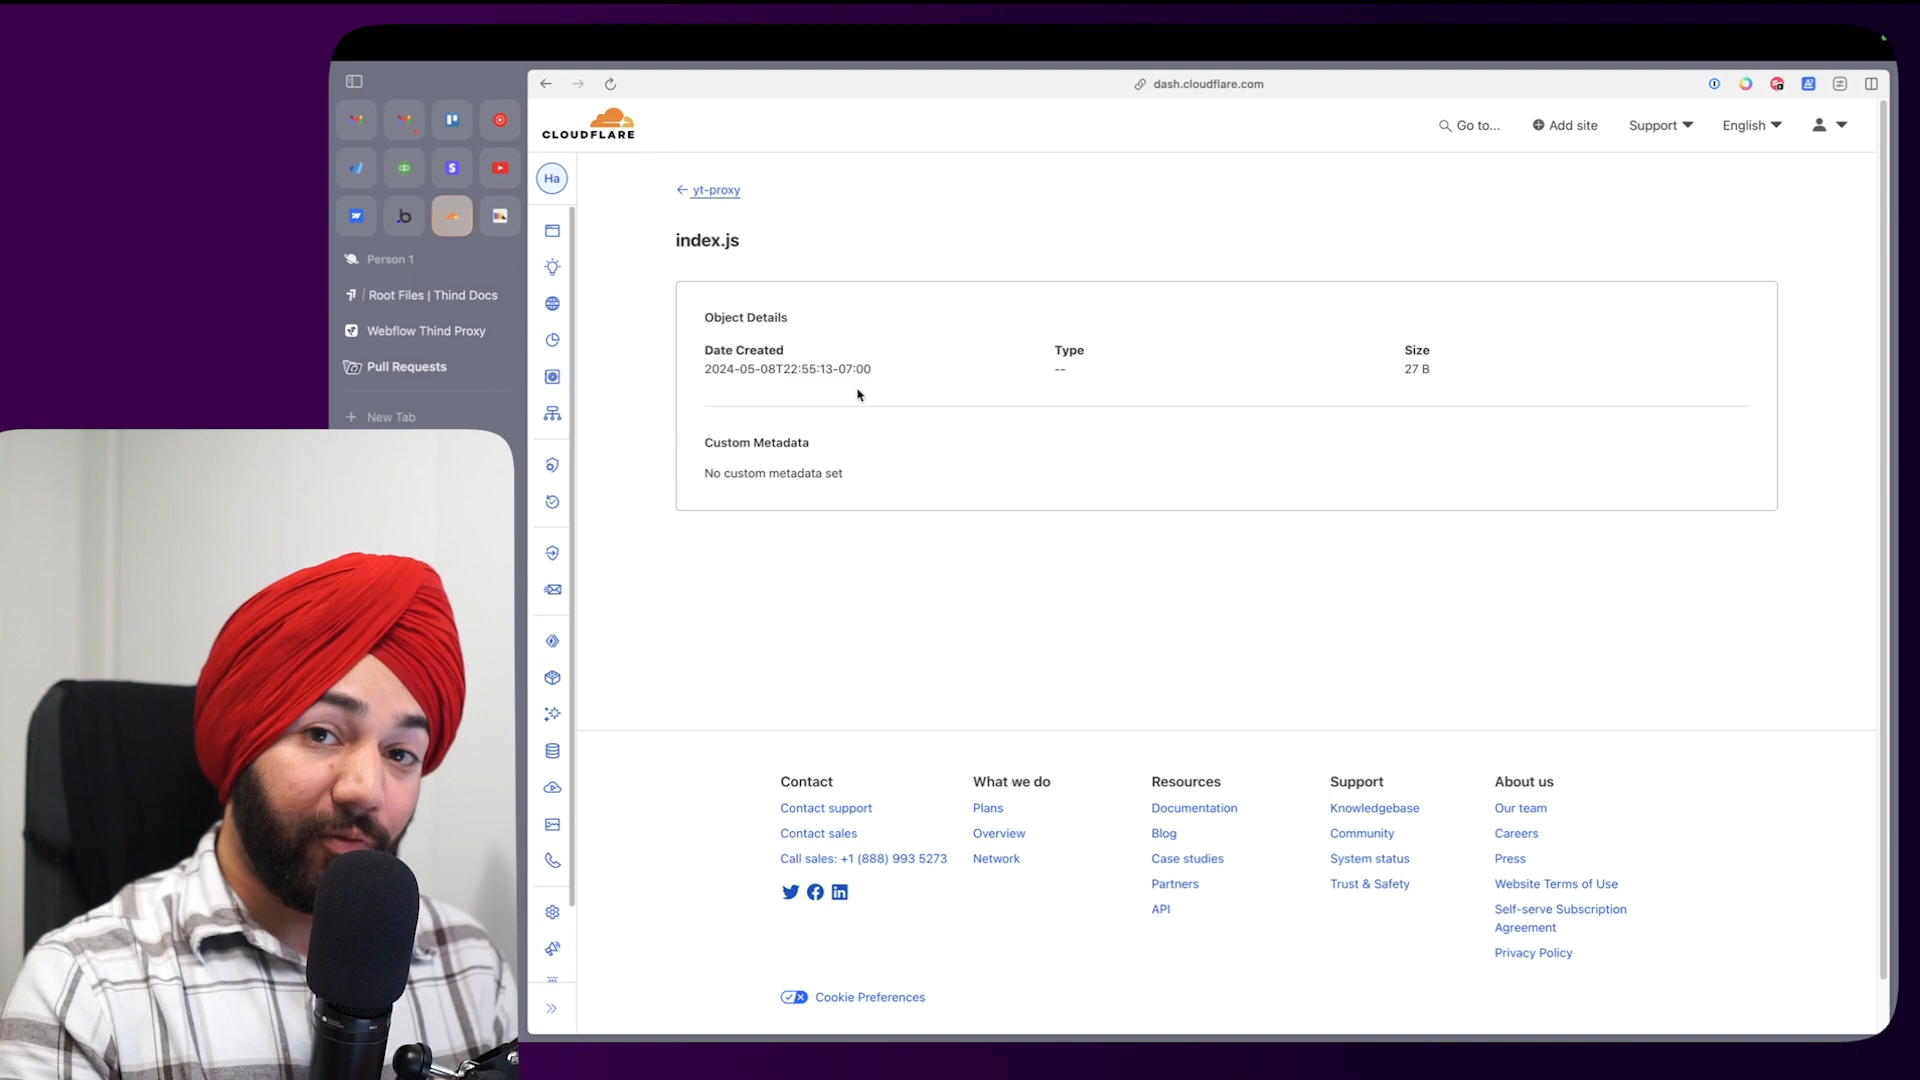 dash.cloudflare.com
CLOUDFLARE
Go to...
Add site
Support
English
Ha
Person 1
/ Root Files | Thind Docs
Webflow Thind Proxy
Pull Requests
+ New Tab
← yt-proxy
index.js
Object Details
Date Created
Type
Size
2024-05-08T22:55:13-07:00
--
27 B
Custom Metadata
No custom metadata set
Contact
Contact support
Contact sales
Call sales: +1 (888) 993 5273
What we do
Plans
Overview
Network
Resources
Documentation
Blog
Case studies
Partners
API
Support
Knowledgebase
Community
System status
Trust & Safety
About us
Our team
Careers
Press
Website Terms of Use
Self-serve Subscription
Agreement
Privacy Policy
Cookie Preferences